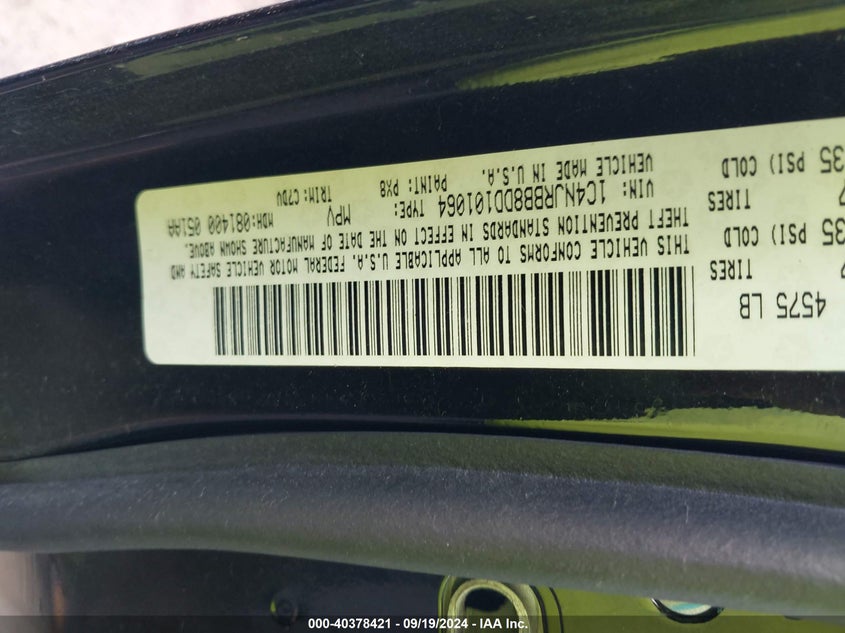 4575 LB
TIRES
35 PSI) COLD
TIRES
35 PSI) COLD
THIS VEHICLE CONFORMS TO ALL APPLICABLE U.S.A. FEDERAL MOTOR VEHICLE SAFETY AND
THEFT PREVENTION STANDARDS IN EFFECT ON THE DATE OF MANUFACTURE SHOWN ABOVE.
VIN: 1C4NJRBB8DD101064 TYPE: MPV MDH:081400 051AA
VEHICLE MADE IN U.S.A. PAINT: PX8 TRIM: C7DV
000-40378421 - 09/19/2024 - IAA Inc.